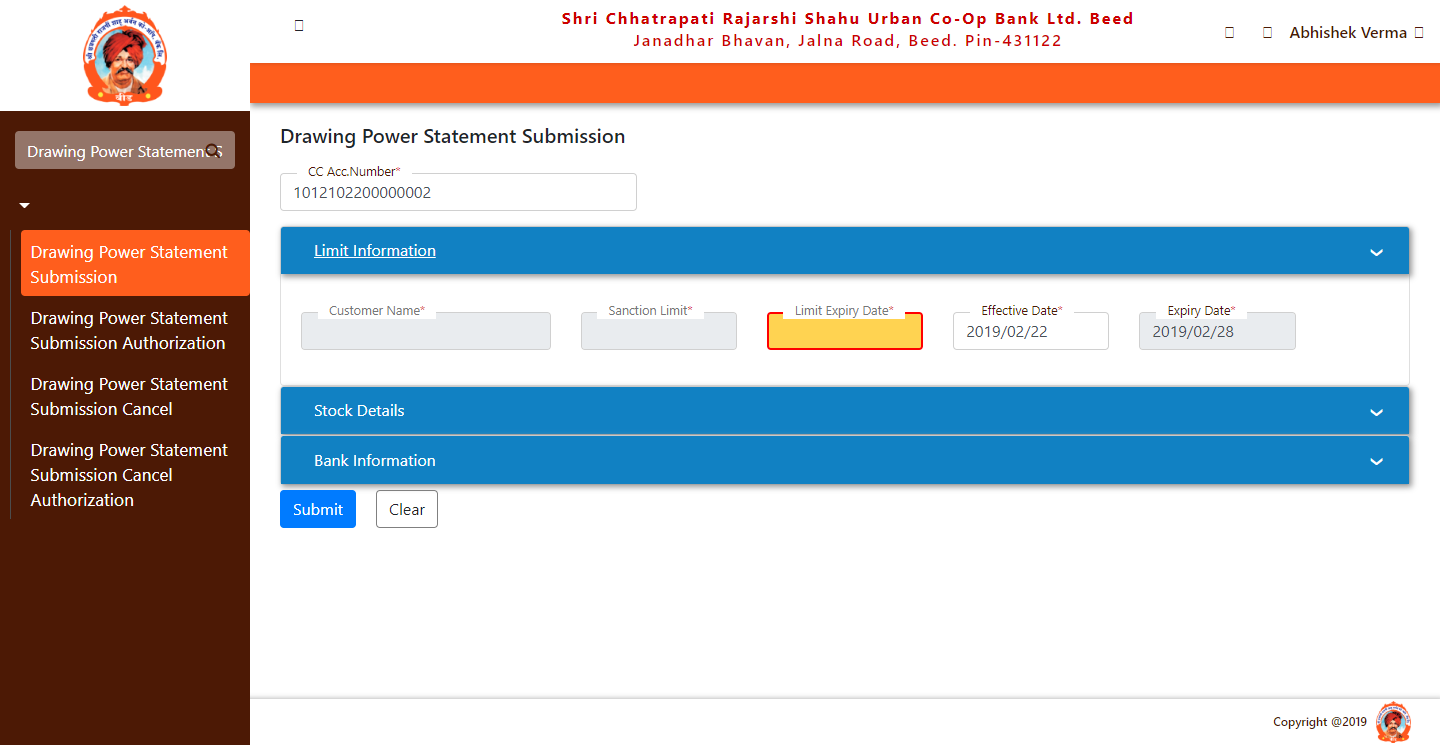 Shri Chhatrapati Rajarshi Shahu Urban Co-Op Bank Ltd. Beed
Janadhar Bhavan, Jalna Road, Beed. Pin-431122
Abhishek Verma
बीड
Drawing Power Statement S
Drawing Power Statement
Submission
Drawing Power Statement
Submission Authorization
Drawing Power Statement
Submission Cancel
Drawing Power Statement
Submission Cancel
Authorization
Drawing Power Statement Submission
CC Acc.Number*
1012102200000002
Limit Information
Customer Name*
Sanction Limit*
Limit Expiry Date*
Effective Date*
2019/02/22
Expiry Date*
2019/02/28
Stock Details
Bank Information
Submit
Clear
Copyright @2019